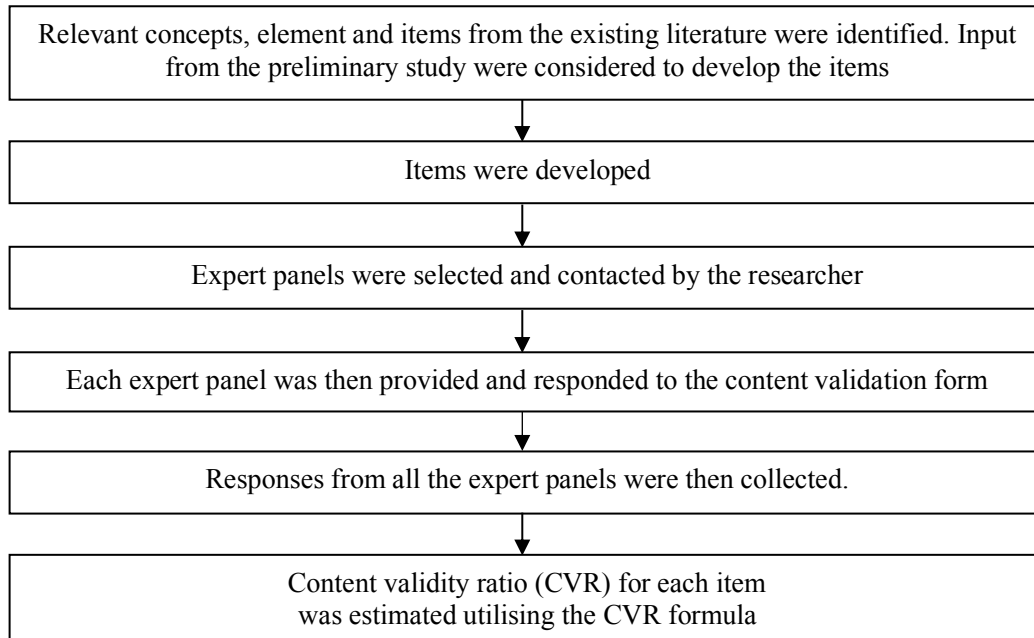 Relevant concepts, element and items from the existing literature were identified. Input
from the preliminary study were considered to develop the items
Items were developed
Expert panels were selected and contacted by the researcher
Each expert panel was then provided and responded to the content validation form
Responses from all the expert panels were then collected.
Content validity ratio (CVR) for each item
was estimated utilising the CVR formula